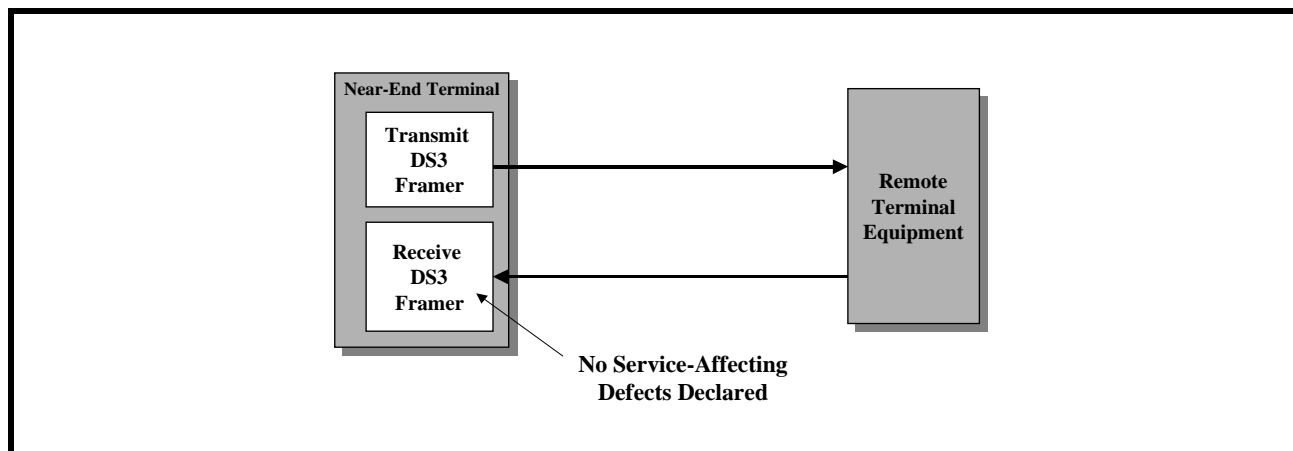 Near-End Terminal
Transmit
DS3
Framer
Receive
DS3
Framer
Remote
Terminal
Equipment
No Service-Affecting
Defects Declared